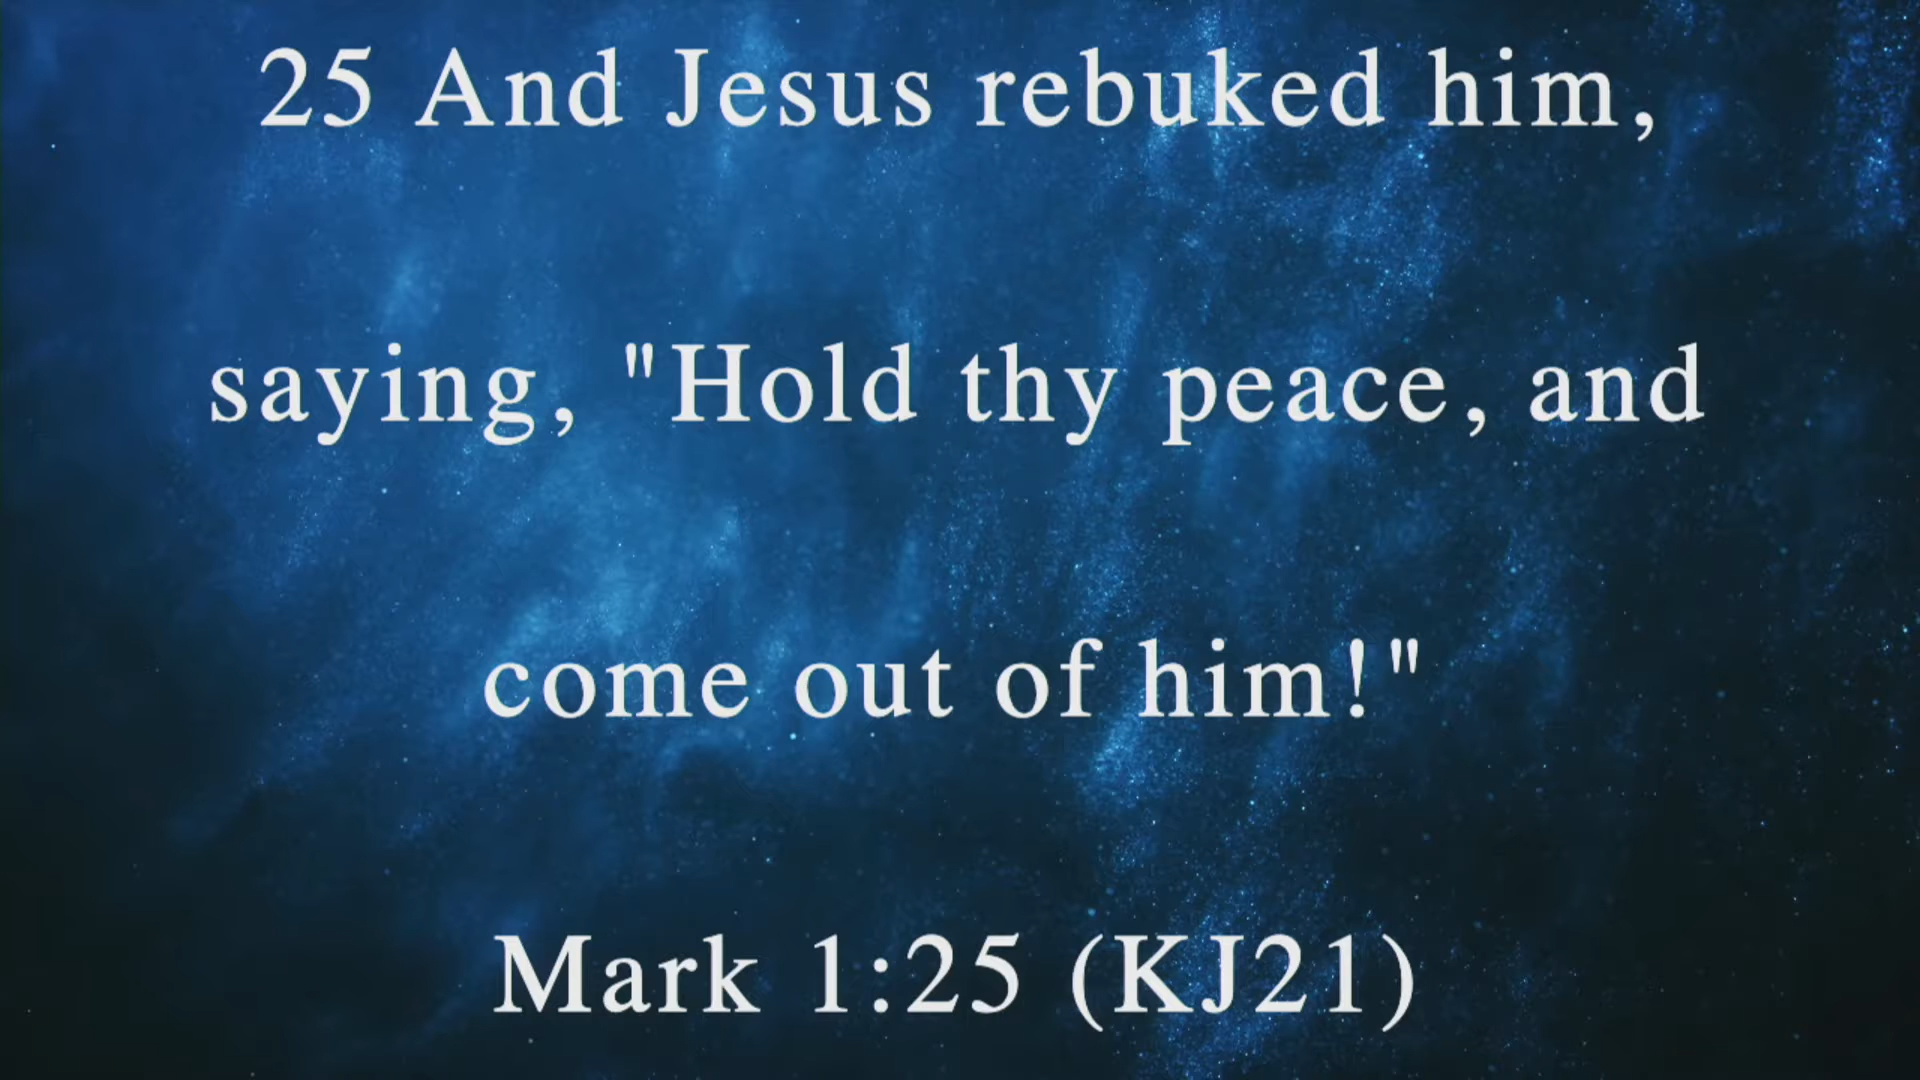 25 And Jesus rebuked him,
saying, "Hold thy peace, and
come out of him!"
Mark 1:25 (KJ21)